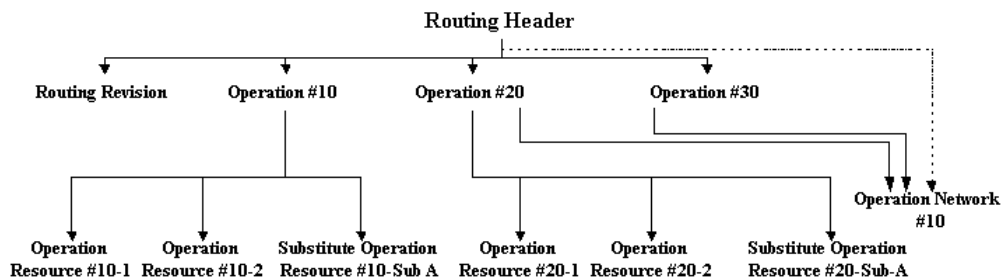 Routing Header
Routing Revision
Operation #10
Operation #20
Operation #30
Operation Network
#10
Operation
Resource #10-1
Operation
Resource #10-2
Substitute Operation
Resource #10-Sub A
Operation
Resource #20-1
Operation
Resource #20-2
Substitute Operation
Resource #20-Sub-A